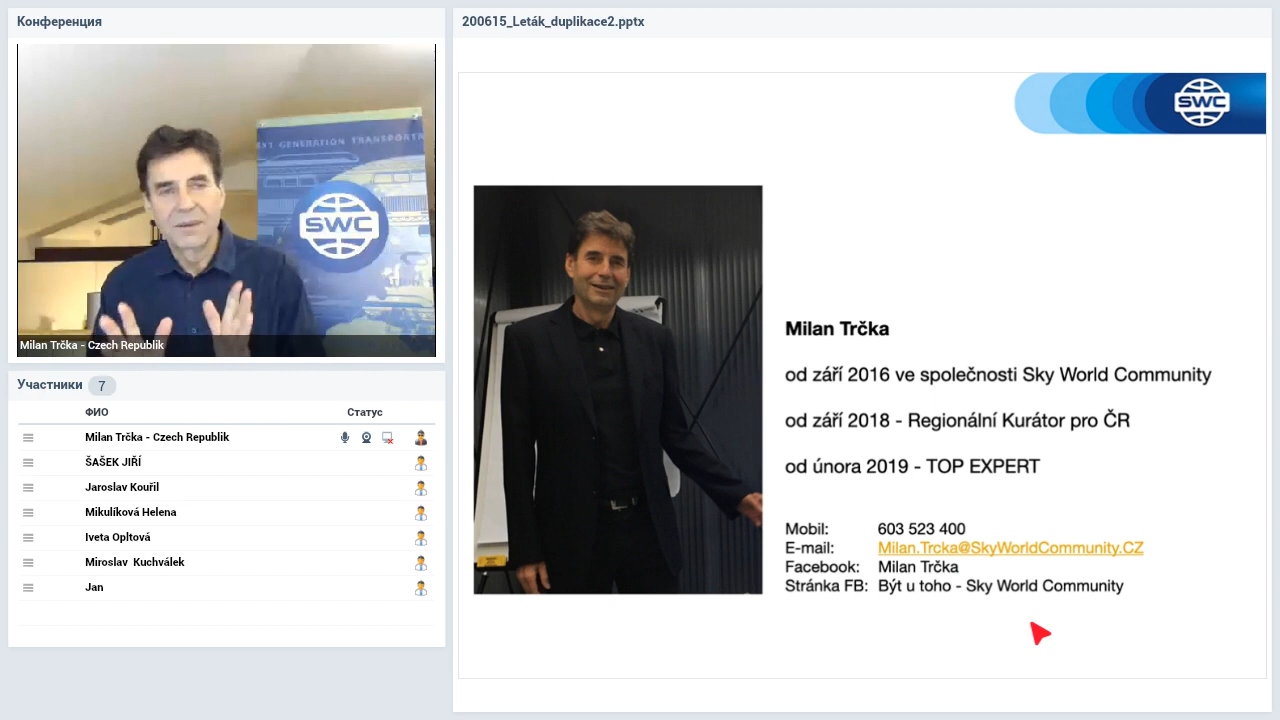 Конференция
NEXT GENERATION TRANSPORTA
SWC
Milan Trčka - Czech Republik
Участники 7
ФИО Статус
Milan Trčka - Czech Republik
ŠAŠEK JIŘÍ
Jaroslav Kouřil
Mikulíková Helena
Iveta Opltová
Miroslav Kuchválek
Jan
200615_Leták_duplikace2.pptx
SWC
Milan Trčka
od září 2016 ve společnosti Sky World Community
od září 2018 - Regionální Kurátor pro ČR
od února 2019 - TOP EXPERT
Mobil: 603 523 400
E-mail: Milan.Trcka@SkyWorldCommunity.CZ
Facebook: Milan Trčka
Stránka FB: Být u toho - Sky World Community